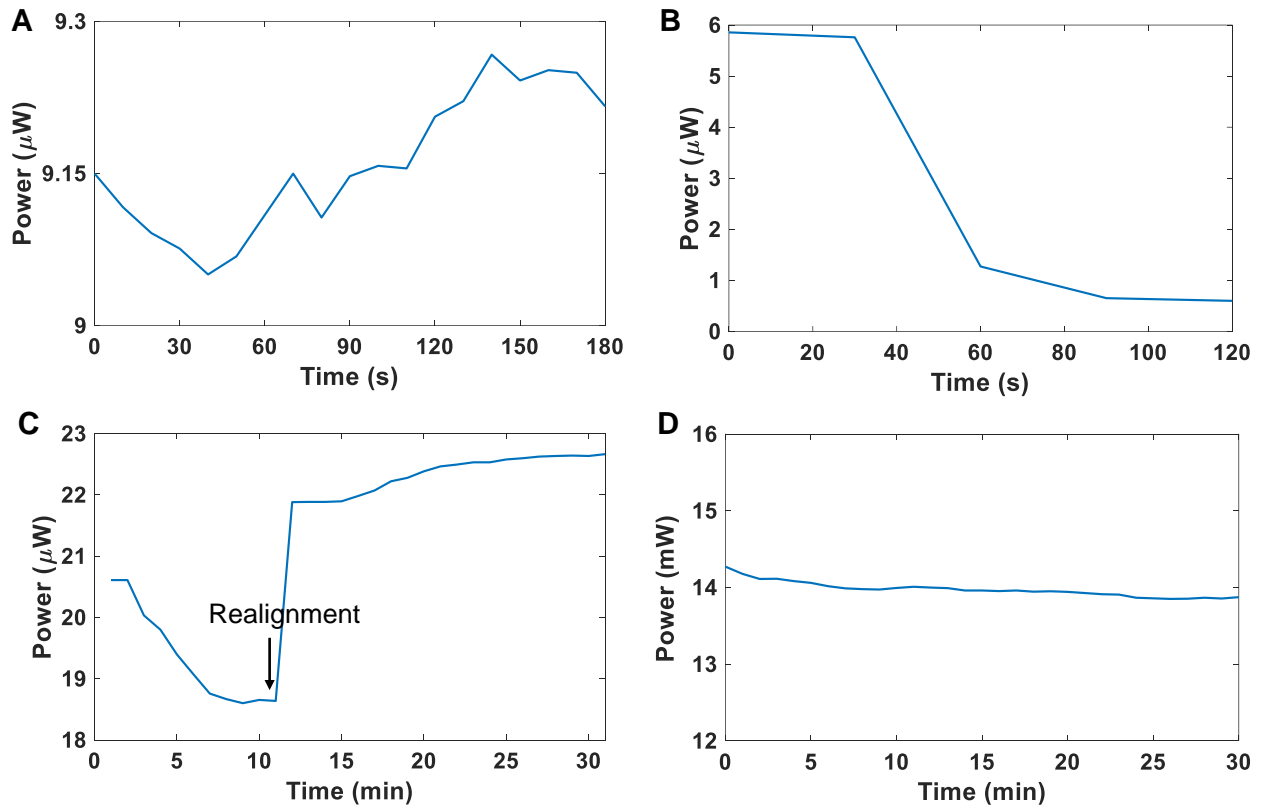 A
9.3
9.15
9
Power (μW)
0 30 60 90 120 150 180
Time (s)
B
6
5
4
3
2
1
0
Power (μW)
0 20 40 60 80 100 120
Time (s)
C
23
22
21
20
19
18
Power (μW)
Realignment
0 5 10 15 20 25 30
Time (min)
D
16
15
14
13
12
Power (mW)
0 5 10 15 20 25 30
Time (min)